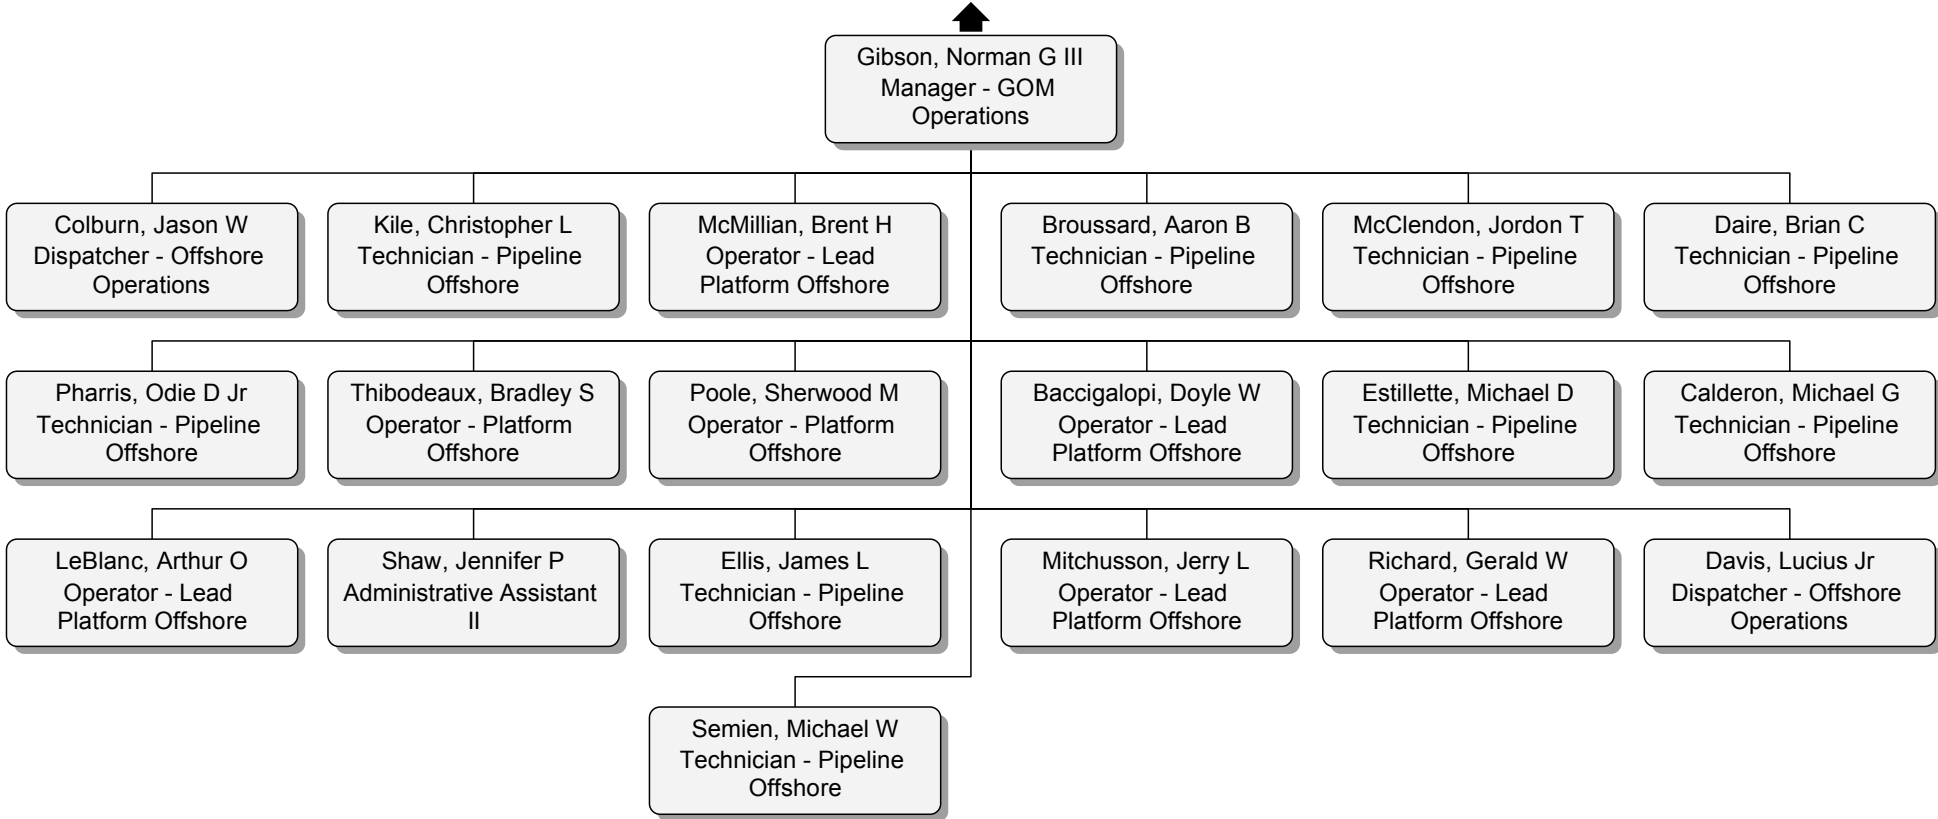 Gibson, Norman G III
Manager - GOM
Operations
Colburn, Jason W
Dispatcher - Offshore
Operations
Kile, Christopher L
Technician - Pipeline
Offshore
McMillian, Brent H
Operator - Lead
Platform Offshore
Broussard, Aaron B
Technician - Pipeline
Offshore
McClendon, Jordon T
Technician - Pipeline
Offshore
Daire, Brian C
Technician - Pipeline
Offshore
Pharris, Odie D Jr
Technician - Pipeline
Offshore
Thibodeaux, Bradley S
Operator - Platform
Offshore
Poole, Sherwood M
Operator - Platform
Offshore
Baccigalopi, Doyle W
Operator - Lead
Platform Offshore
Estillette, Michael D
Technician - Pipeline
Offshore
Calderon, Michael G
Technician - Pipeline
Offshore
LeBlanc, Arthur O
Operator - Lead
Platform Offshore
Shaw, Jennifer P
Administrative Assistant
II
Ellis, James L
Technician - Pipeline
Offshore
Mitchusson, Jerry L
Operator - Lead
Platform Offshore
Richard, Gerald W
Operator - Lead
Platform Offshore
Davis, Lucius Jr
Dispatcher - Offshore
Operations
Semien, Michael W
Technician - Pipeline
Offshore